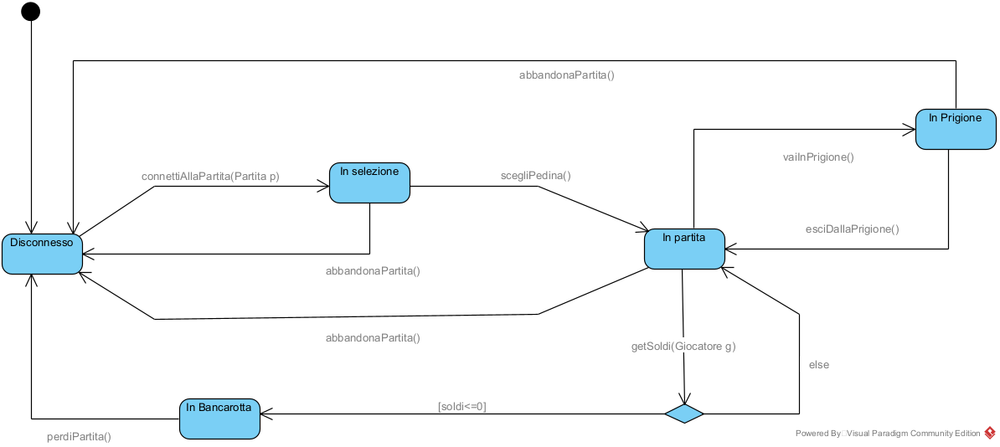 abbandonaPartita()
In Prigione
vaiInPrigione()
connettiAllaPartita(Partita p)
In selezione
scegliPedina()
esciDallaPrigione()
Disconnesso
In partita
abbandonaPartita()
abbandonaPartita()
getSoldi(Giocatore g)
else
In Bancarotta
[soldi<=0]
perdiPartita()
Powered By Visual Paradigm Community Edition